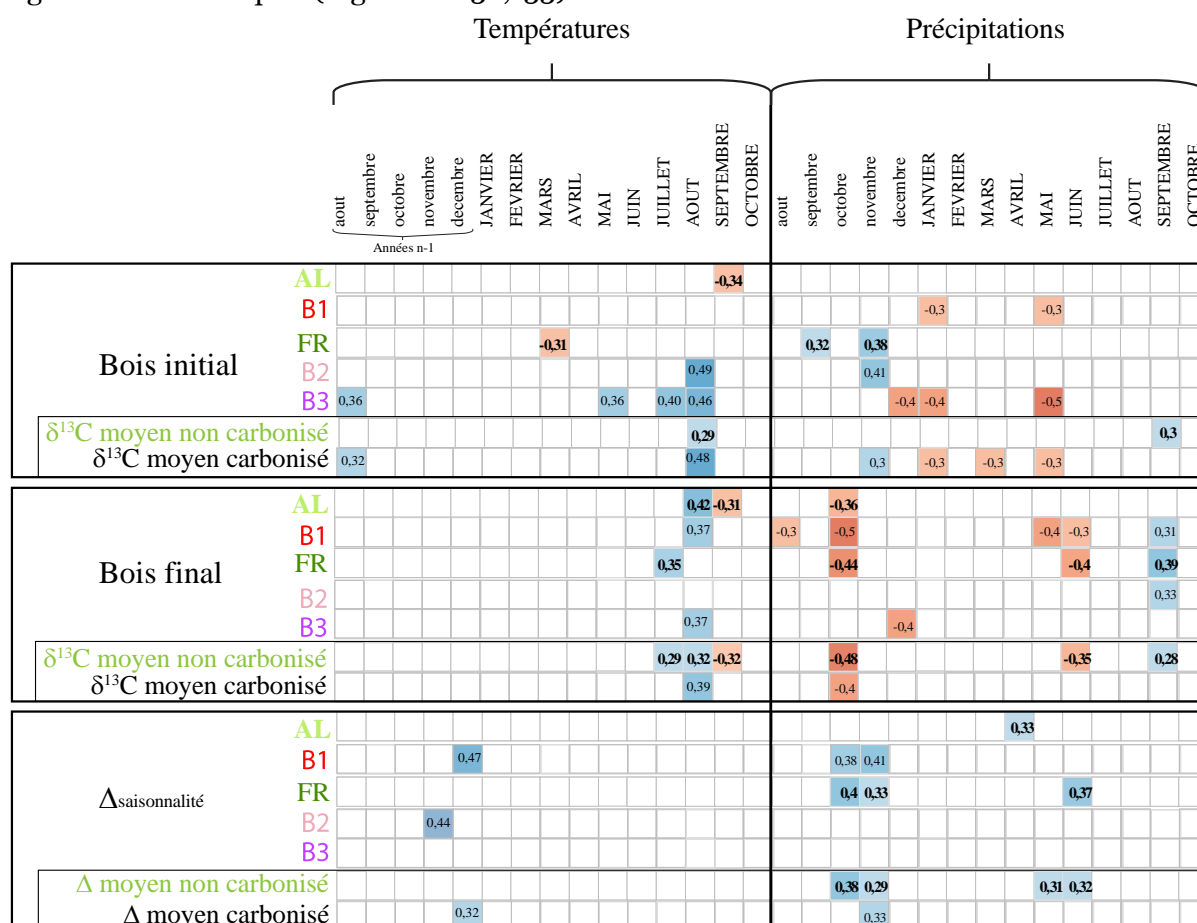 Températures Précipitations
aout septembre octobre novembre decembre JANVIER FEVRIER MARS AVRIL MAI JUIN JUILLET AOUT SEPTEMBRE OCTOBRE aout septembre octobre novembre decembre JANVIER FEVRIER MARS AVRIL MAI JUIN JUILLET AOUT SEPTEMBRE OCTOBRE
Années n-1
Bois initial
AL -0,34
B1 -0,3 -0,3
FR -0,31 0,32 0,38
B2 0,49 0,41
B3 0,36 0,36 0,40 0,46 -0,4 -0,4 -0,5
δ¹³C moyen non carbonisé 0,29 0,3
δ¹³C moyen carbonisé 0,32 0,48 0,3 -0,3 -0,3 -0,3
Bois final
AL 0,42 -0,31 -0,36
B1 0,37 -0,3 -0,5 -0,4 -0,3 0,31
FR 0,35 -0,44 -0,4 0,39
B2 0,33
B3 0,37 -0,4
δ¹³C moyen non carbonisé 0,29 0,32 -0,32 -0,48 -0,35 0,28
δ¹³C moyen carbonisé 0,39 -0,4
Δsaisonnalité
AL 0,33
B1 0,47 0,38 0,41
FR 0,4 0,33 0,37
B2 0,44
B3
Δ moyen non carbonisé 0,38 0,29 0,31 0,32
Δ moyen carbonisé 0,32 0,33